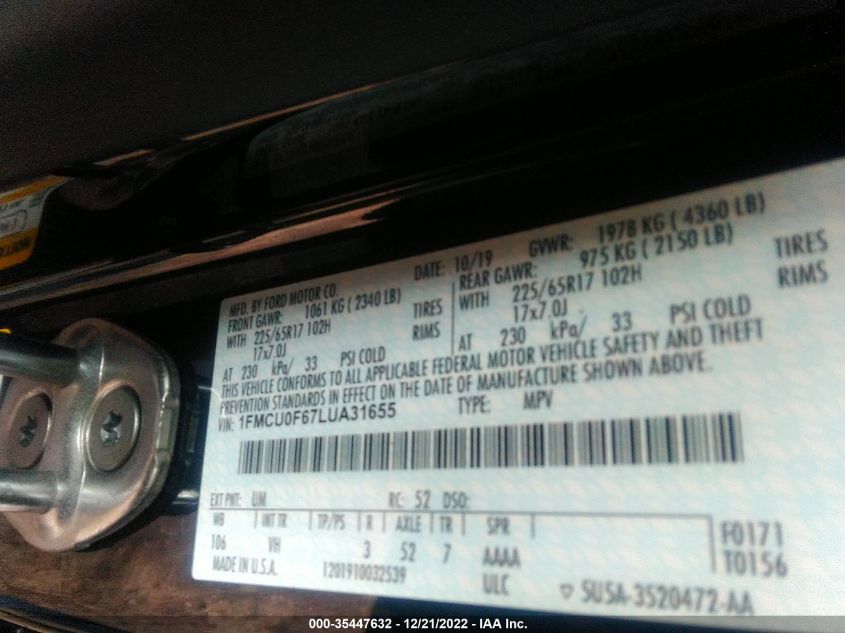 MFD. BY FORD MOTOR CO. DATE: 10/19 GVWR: 1978 KG ( 4360 LB)
FRONT GAWR: 1061 KG ( 2340 LB) REAR GAWR: 975 KG ( 2150 LB)
WITH 225/65R17 102H TIRES WITH 225/65R17 102H TIRES
17x7.0J RIMS 17x7.0J RIMS
AT 230 kPa/ 33 PSI COLD AT 230 kPa/ 33 PSI COLD
THIS VEHICLE CONFORMS TO ALL APPLICABLE FEDERAL MOTOR VEHICLE SAFETY AND THEFT
PREVENTION STANDARDS IN EFFECT ON THE DATE OF MANUFACTURE SHOWN ABOVE.
VIN: 1FMCU0F67LUA31655 TYPE: MPV
EXT PNT: UM RC: 52 DSO:
WB INT TR TP/PS R AXLE TR SPR F0171
106 VH 3 52 7 AAAA T0156
MADE IN U.S.A. 1201910032539 ULC 5U5A-3520472-AA
000-35447632 - 12/21/2022 - IAA Inc.